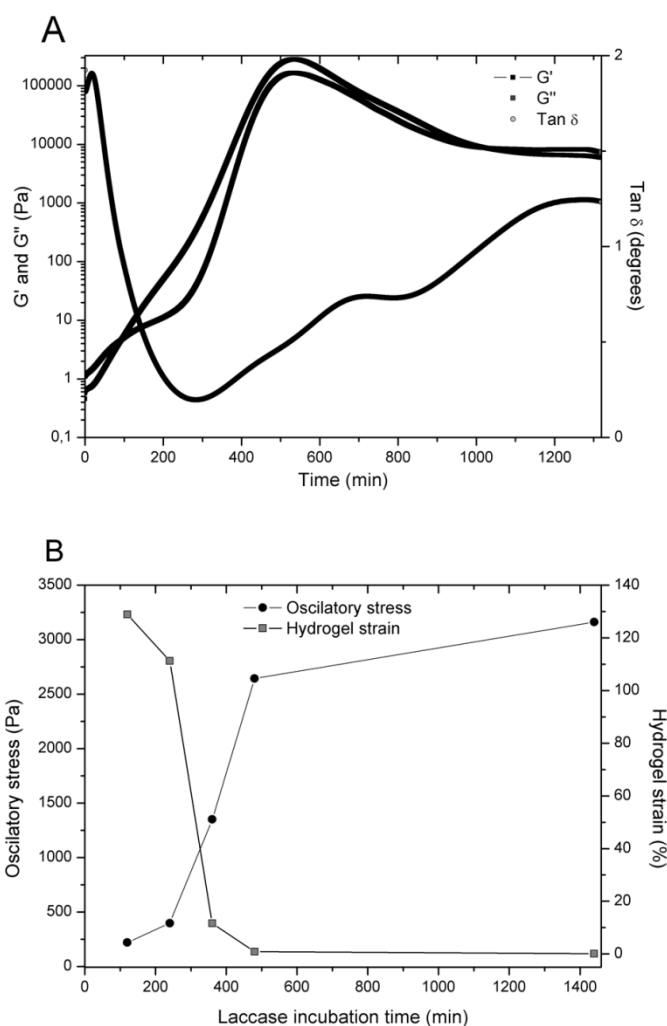 A
100000
10000
1000
100
10
1
0,1
G' and G" (Pa)
2
1
0
Tan δ (degrees)
G'
G"
Tan δ
0 200 400 600 800 1000 1200
Time (min)
B
3500
3000
2500
2000
1500
1000
500
0
Oscilatory stress (Pa)
140
120
100
80
60
40
20
0
Hydrogel strain (%)
Oscilatory stress
Hydrogel strain
0 200 400 600 800 1000 1200 1400
Laccase incubation time (min)